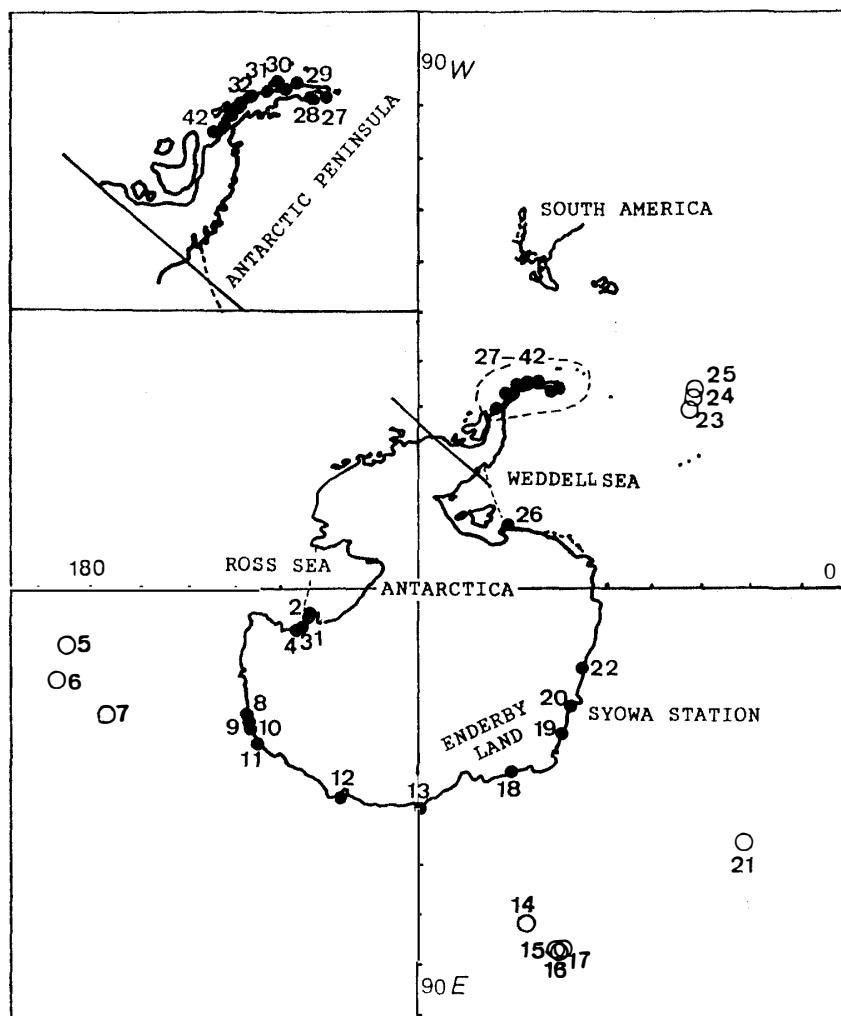 31 30
32 29
42
28 27
ANTARCTIC PENINSULA
90W
SOUTH AMERICA
27-42
25
24
23
WEDDELL SEA
26
ROSS SEA
180
ANTARCTICA
0
2
4 3 1
5
6
7
8
9 10
11
12
13
22
20
SYOWA STATION
19
ENDERBY
LAND
18
21
14
15 17
16
90E